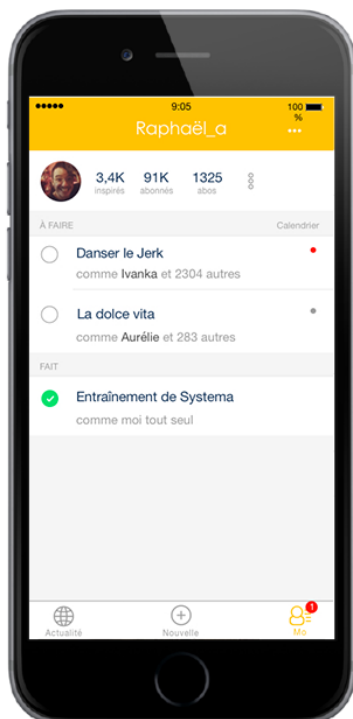 9:05
100
%
Raphaël_a
3,4K 91K 1325
inspirés abonnés abos
À FAIRE Calendrier
Danser le Jerk
comme Ivanka et 2304 autres
La dolce vita
comme Aurélie et 283 autres
FAIT
Entraînement de Systema
comme moi tout seul
1
Actualité Nouvelle Mo